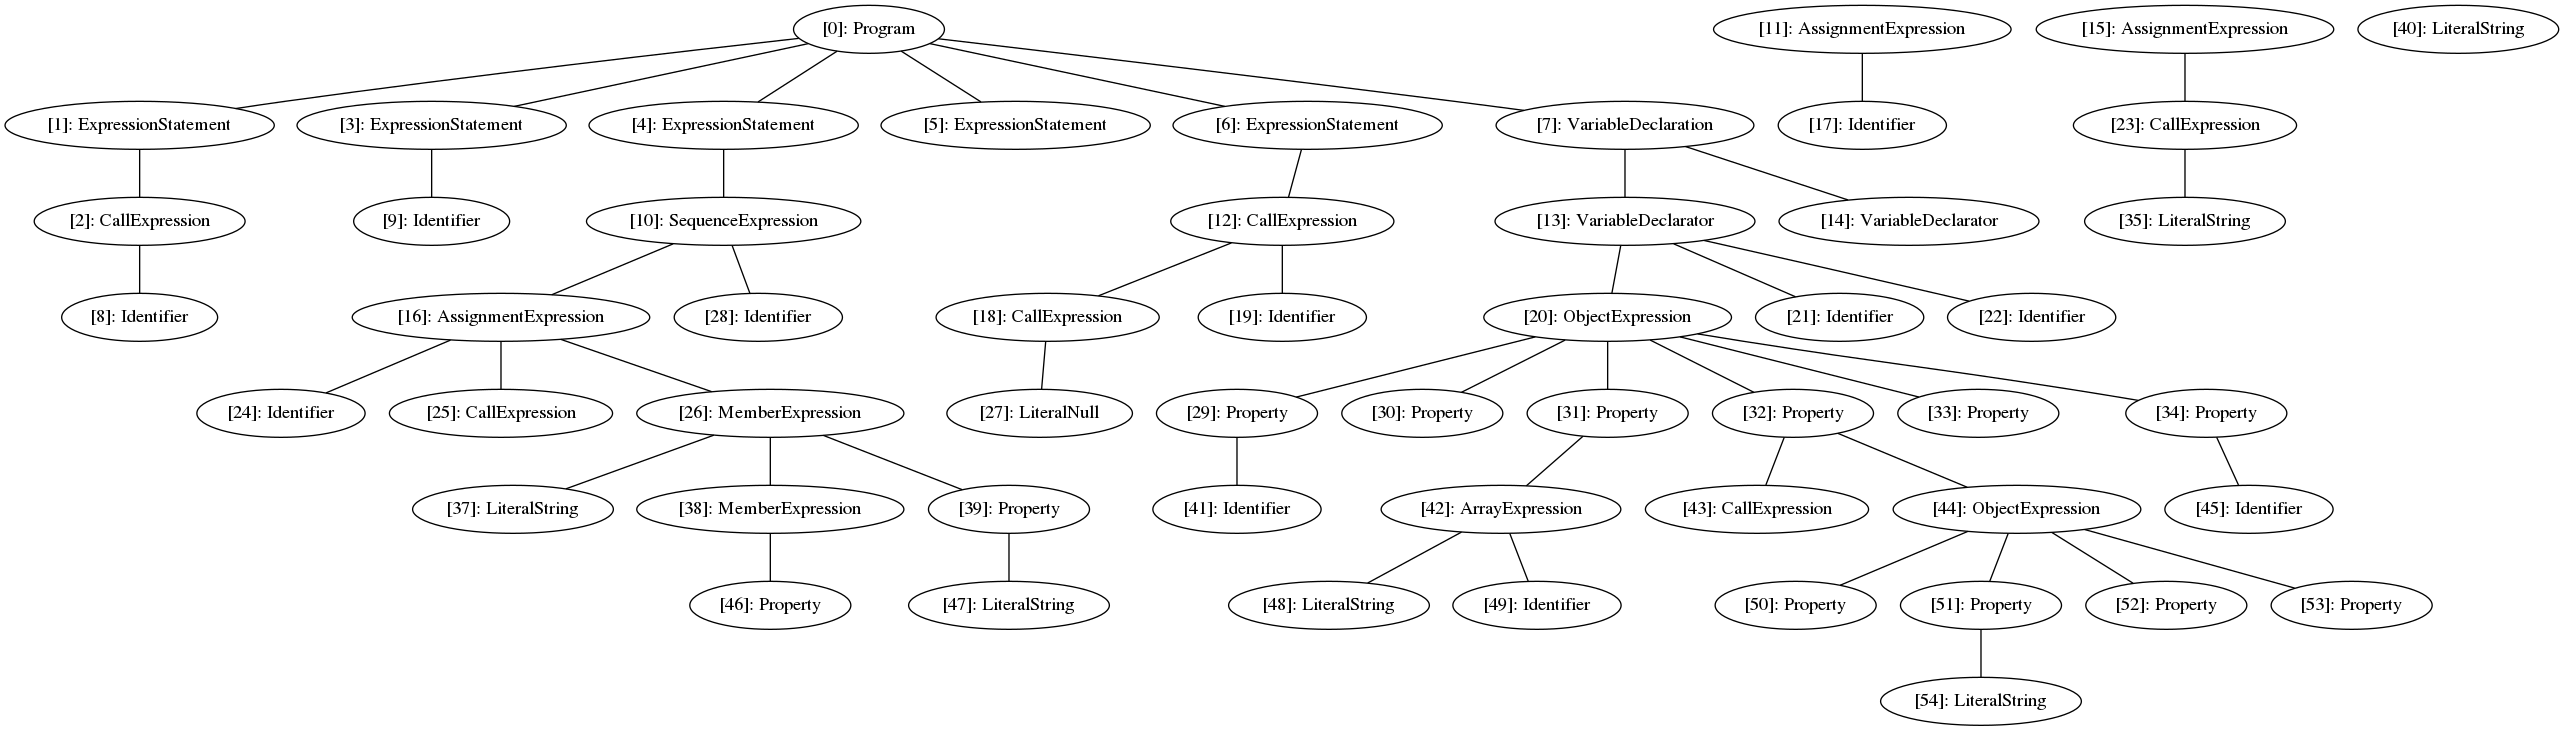 [0]: Program
[11]: AssignmentExpression
[15]: AssignmentExpression
[40]: LiteralString
[1]: ExpressionStatement
[3]: ExpressionStatement
[4]: ExpressionStatement
[5]: ExpressionStatement
[6]: ExpressionStatement
[7]: VariableDeclaration
[17]: Identifier
[23]: CallExpression
[2]: CallExpression
[9]: Identifier
[10]: SequenceExpression
[12]: CallExpression
[13]: VariableDeclarator
[14]: VariableDeclarator
[35]: LiteralString
[8]: Identifier
[16]: AssignmentExpression
[28]: Identifier
[18]: CallExpression
[19]: Identifier
[20]: ObjectExpression
[21]: Identifier
[22]: Identifier
[24]: Identifier
[25]: CallExpression
[26]: MemberExpression
[27]: LiteralNull
[29]: Property
[30]: Property
[31]: Property
[32]: Property
[33]: Property
[34]: Property
[37]: LiteralString
[38]: MemberExpression
[39]: Property
[41]: Identifier
[42]: ArrayExpression
[43]: CallExpression
[44]: ObjectExpression
[45]: Identifier
[46]: Property
[47]: LiteralString
[48]: LiteralString
[49]: Identifier
[50]: Property
[51]: Property
[52]: Property
[53]: Property
[54]: LiteralString